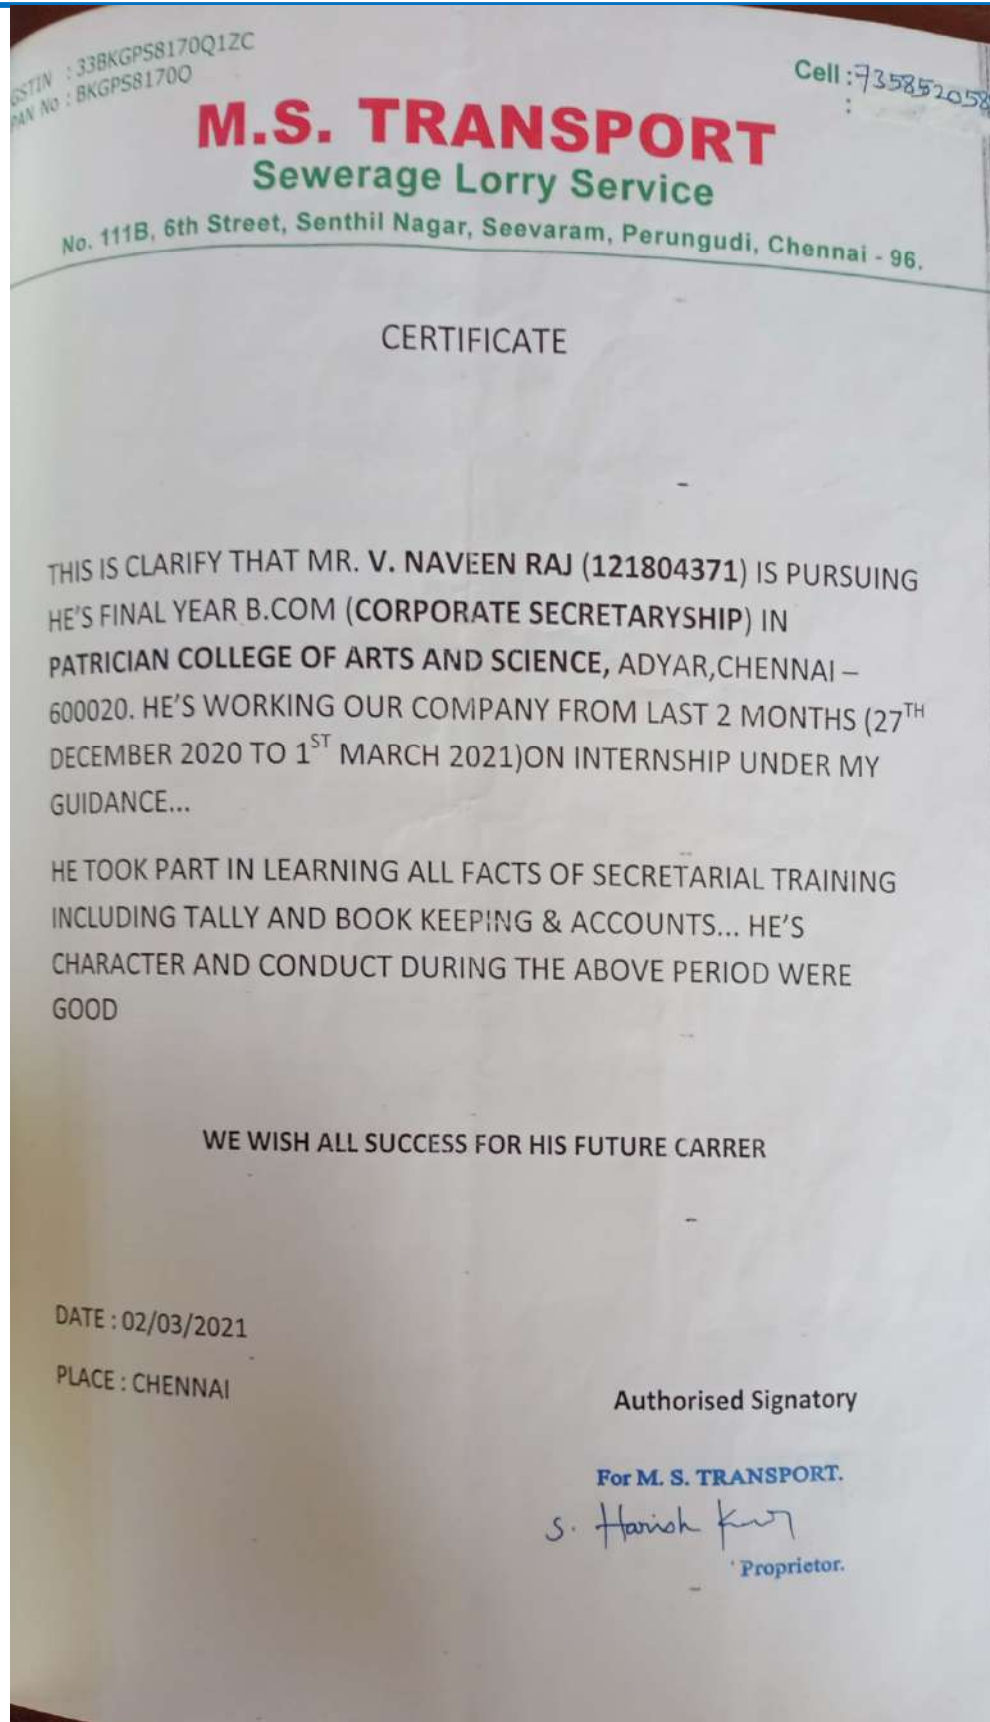 GSTIN : 33BKGPS8170Q1ZC
PAN No : BKGPS8170Q
Cell : 735852058
:
M.S. TRANSPORT
Sewerage Lorry Service
No. 111B, 6th Street, Senthil Nagar, Seevaram, Perungudi, Chennai - 96.
CERTIFICATE
THIS IS CLARIFY THAT MR. V. NAVEEN RAJ (121804371) IS PURSUING
HE'S FINAL YEAR B.COM (CORPORATE SECRETARYSHIP) IN
PATRICIAN COLLEGE OF ARTS AND SCIENCE, ADYAR,CHENNAI –
600020. HE'S WORKING OUR COMPANY FROM LAST 2 MONTHS (27TH
DECEMBER 2020 TO 1ST MARCH 2021)ON INTERNSHIP UNDER MY
GUIDANCE...
HE TOOK PART IN LEARNING ALL FACTS OF SECRETARIAL TRAINING
INCLUDING TALLY AND BOOK KEEPING & ACCOUNTS... HE'S
CHARACTER AND CONDUCT DURING THE ABOVE PERIOD WERE
GOOD
WE WISH ALL SUCCESS FOR HIS FUTURE CARRER
DATE : 02/03/2021
PLACE : CHENNAI
Authorised Signatory
For M. S. TRANSPORT.
S. Harish
Proprietor.